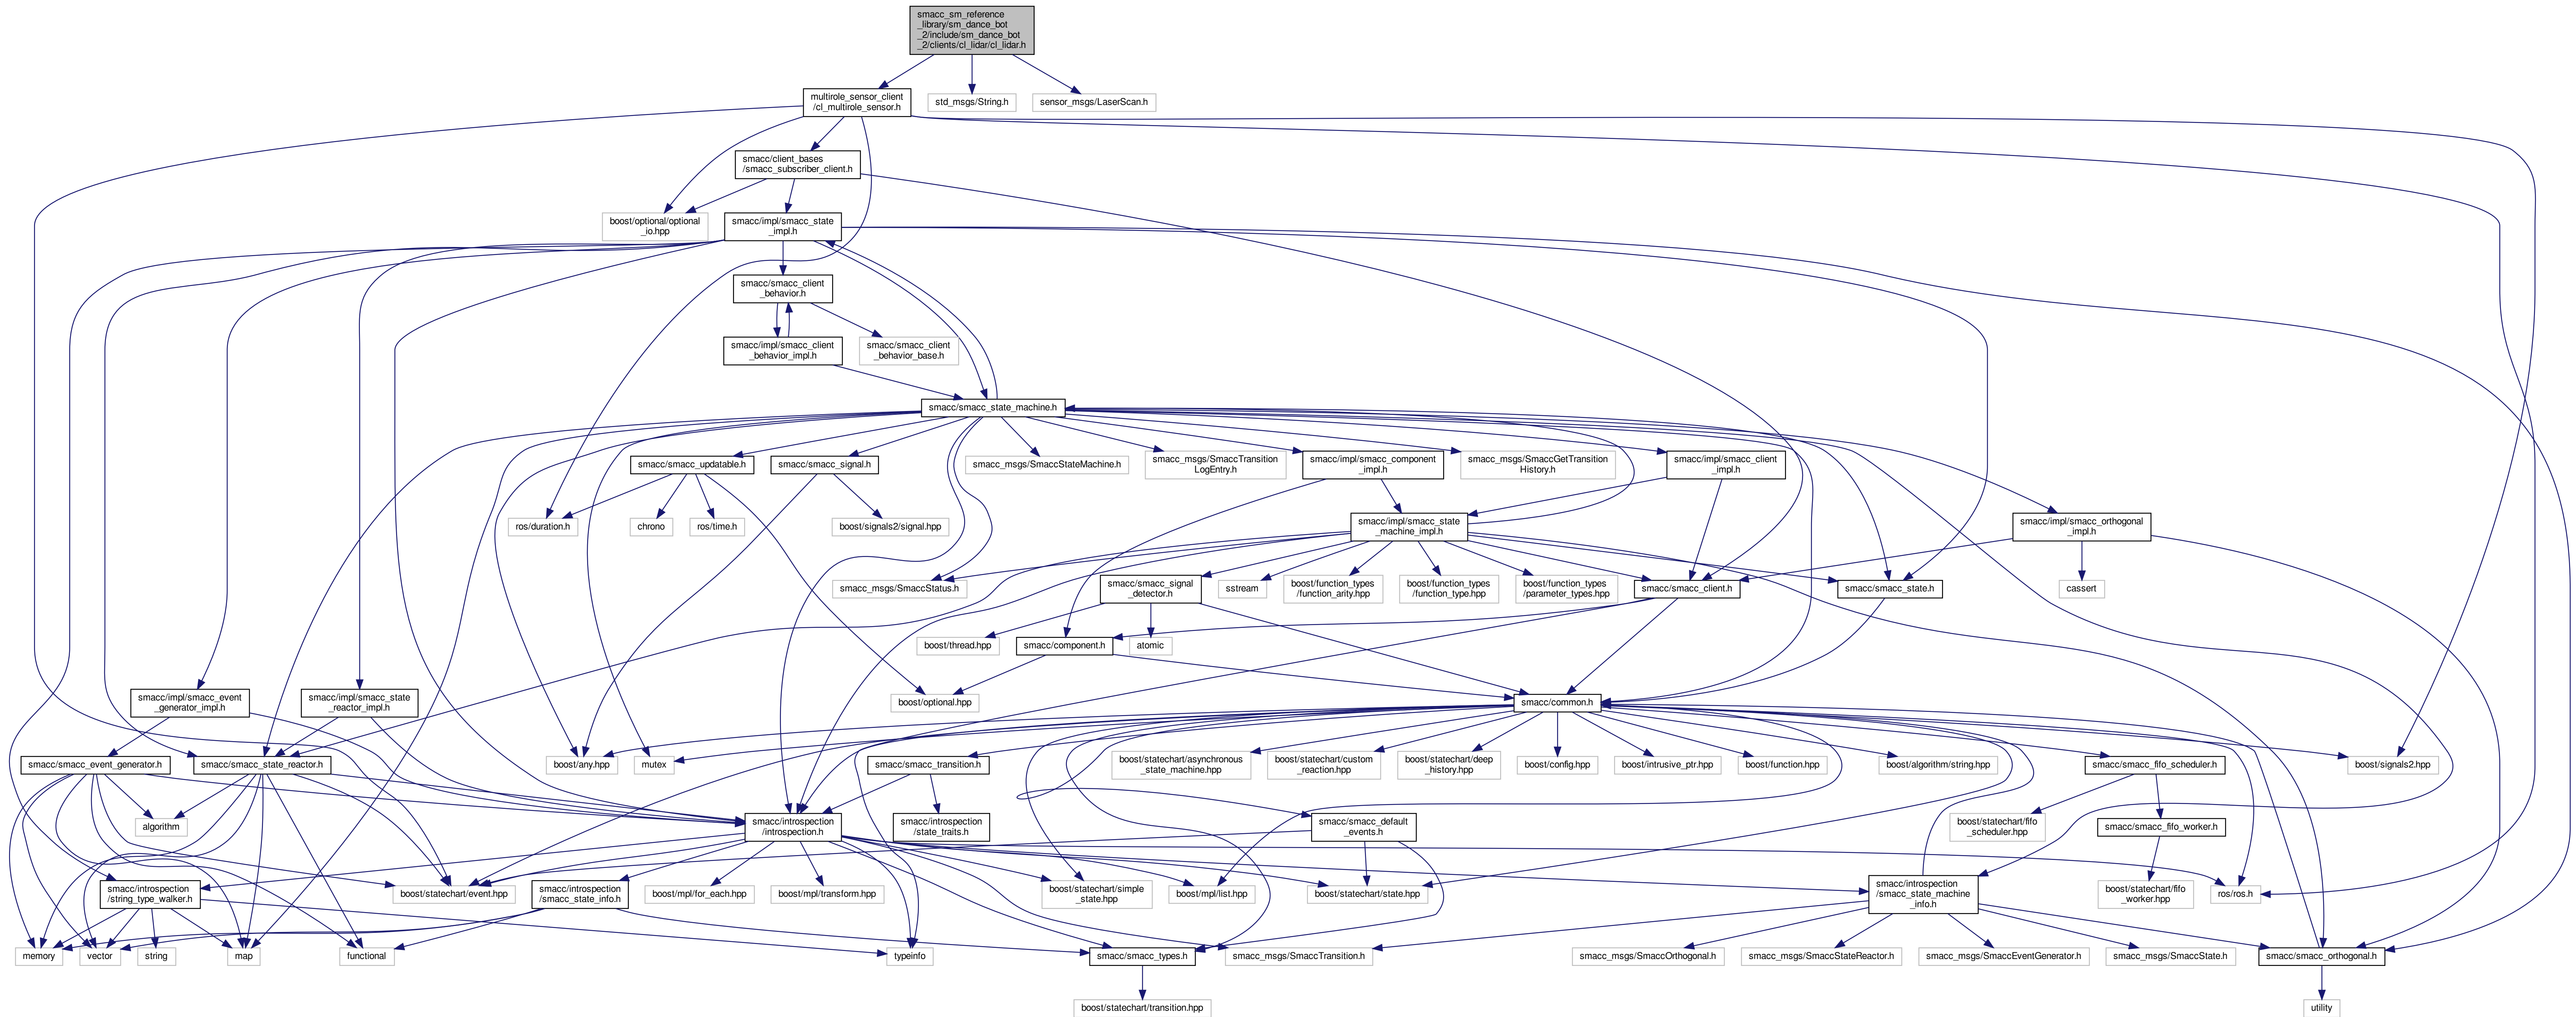 smacc_sm_reference
_library/sm_dance_bot
_2/include/sm_dance_bot
_2/clients/cl_lidar/cl_lidar.h
multirole_sensor_client
/cl_multirole_sensor.h
std_msgs/String.h
sensor_msgs/LaserScan.h
smacc/client_bases
/smacc_subscriber_client.h
boost/optional/optional
_io.hpp
smacc/impl/smacc_state
_impl.h
smacc/smacc_client
_behavior.h
smacc/impl/smacc_client
_behavior_impl.h
smacc/smacc_client
_behavior_base.h
smacc/smacc_state_machine.h
smacc/smacc_updatable.h
smacc/smacc_signal.h
smacc_msgs/SmaccStateMachine.h
smacc_msgs/SmaccTransition
LogEntry.h
smacc/impl/smacc_component
_impl.h
smacc_msgs/SmaccGetTransition
History.h
smacc/impl/smacc_client
_impl.h
ros/duration.h
chrono
ros/time.h
boost/signals2/signal.hpp
smacc/impl/smacc_state
_machine_impl.h
smacc/impl/smacc_orthogonal
_impl.h
smacc_msgs/SmaccStatus.h
smacc/smacc_signal
_detector.h
sstream
boost/function_types
/function_arity.hpp
boost/function_types
/function_type.hpp
boost/function_types
/parameter_types.hpp
smacc/smacc_client.h
smacc/smacc_state.h
cassert
boost/thread.hpp
smacc/component.h
atomic
smacc/impl/smacc_event
_generator_impl.h
smacc/impl/smacc_state
_reactor_impl.h
boost/optional.hpp
smacc/common.h
smacc/smacc_event_generator.h
smacc/smacc_state_reactor.h
boost/any.hpp
mutex
smacc/smacc_transition.h
boost/statechart/asynchronous
_state_machine.hpp
boost/statechart/custom
_reaction.hpp
boost/statechart/deep
_history.hpp
boost/config.hpp
boost/intrusive_ptr.hpp
boost/function.hpp
boost/algorithm/string.hpp
smacc/smacc_fifo_scheduler.h
boost/signals2.hpp
algorithm
smacc/introspection
/introspection.h
smacc/introspection
/state_traits.h
smacc/smacc_default
_events.h
boost/statechart/fifo
_scheduler.hpp
smacc/smacc_fifo_worker.h
smacc/introspection
/string_type_walker.h
boost/statechart/event.hpp
smacc/introspection
/smacc_state_info.h
boost/mpl/for_each.hpp
boost/mpl/transform.hpp
boost/statechart/simple
_state.hpp
boost/mpl/list.hpp
boost/statechart/state.hpp
smacc/introspection
/smacc_state_machine
_info.h
boost/statechart/fifo
_worker.hpp
ros/ros.h
memory
vector
string
map
functional
typeinfo
smacc/smacc_types.h
smacc_msgs/SmaccTransition.h
smacc_msgs/SmaccOrthogonal.h
smacc_msgs/SmaccStateReactor.h
smacc_msgs/SmaccEventGenerator.h
smacc_msgs/SmaccState.h
smacc/smacc_orthogonal.h
boost/statechart/transition.hpp
utility